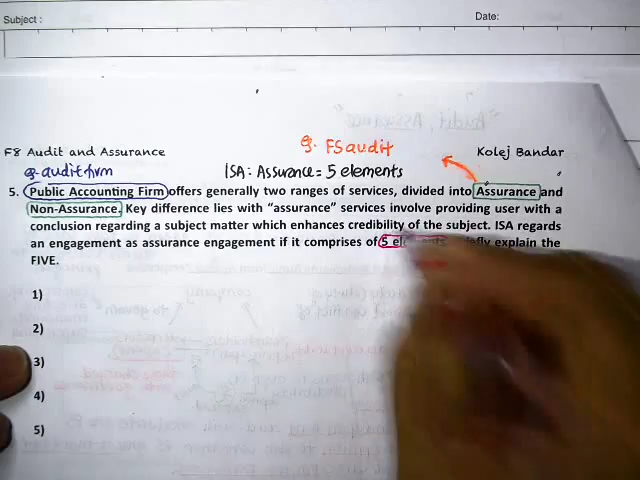 Subject :
Date:
eg. FS audit
F8 Audit and Assurance
Kolej Bandar
eg. audit firm
ISA: Assurance = 5 elements
5. Public Accounting Firm offers generally two ranges of services, divided into Assurance and
Non-Assurance. Key difference lies with “assurance” services involve providing user with a
conclusion regarding a subject matter which enhances credibility of the subject. ISA regards
an engagement as assurance engagement if it comprises of 5 explain the
FIVE.
1)
2)
3)
4)
5)